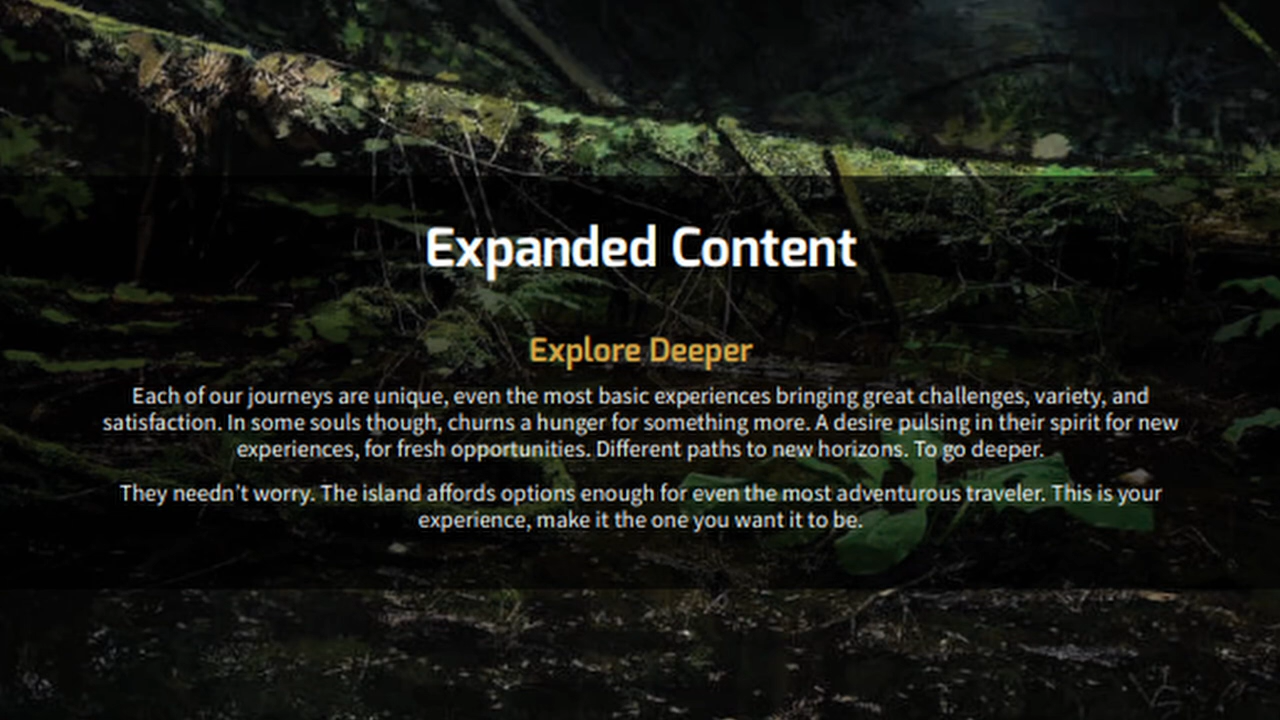 Expanded Content
Explore Deeper
Each of our journeys are unique, even the most basic experiences bringing great challenges, variety, and
satisfaction. In some souls though, churns a hunger for something more. A desire pulsing in their spirit for new
experiences, for fresh opportunities. Different paths to new horizons. To go deeper.
They needn't worry. The island affords options enough for even the most adventurous traveler. This is your
experience, make it the one you want it to be.